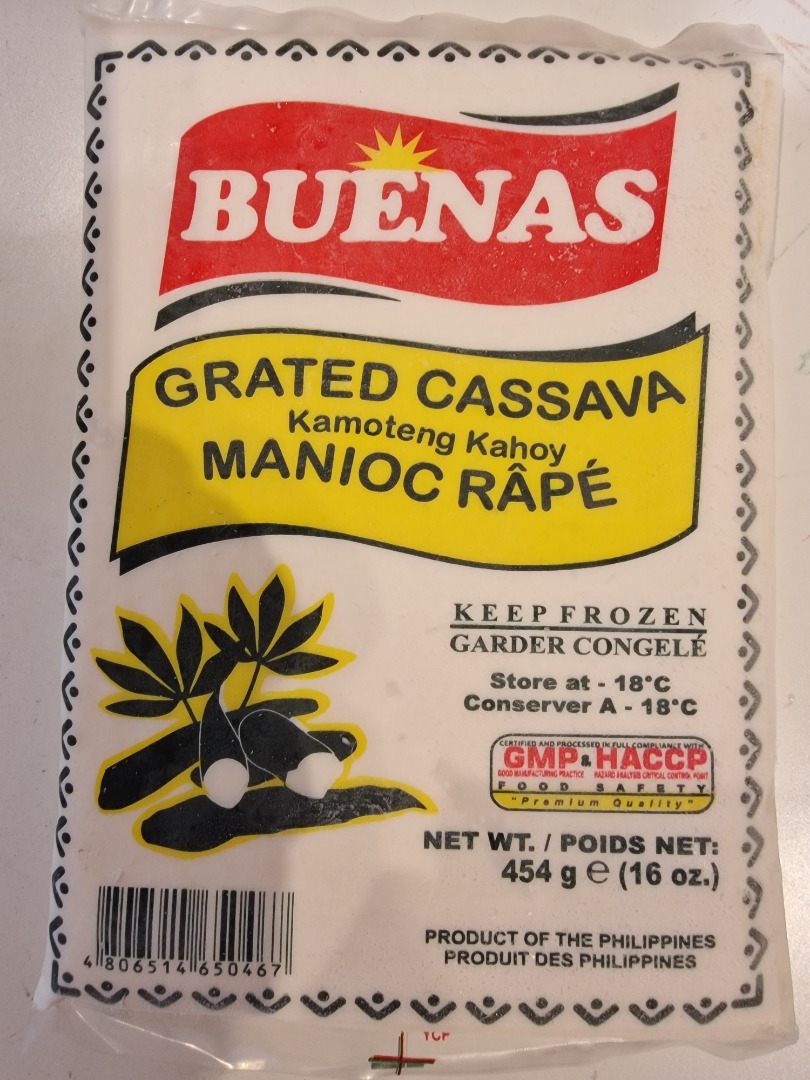 BUENAS
GRATED CASSAVA
Kamoteng Kahoy
MANIOC RÂPÉ
KEEP FROZEN
GARDER CONGELÉ
Store at - 18°C
Conserver A - 18°C
CERTIFIED AND PROCESSED IN FULL COMPLIANCE WITH
GMP & HACCP
GOOD MANUFACTURING PRACTICE HAZARD ANALYSIS CRITICAL CONTROL POINT
FOOD SAFETY
"Premium Quality"
NET WT. / POIDS NET:
454 g ℮ (16 oz.)
4 806514 650467
PRODUCT OF THE PHILIPPINES
PRODUIT DES PHILIPPINES